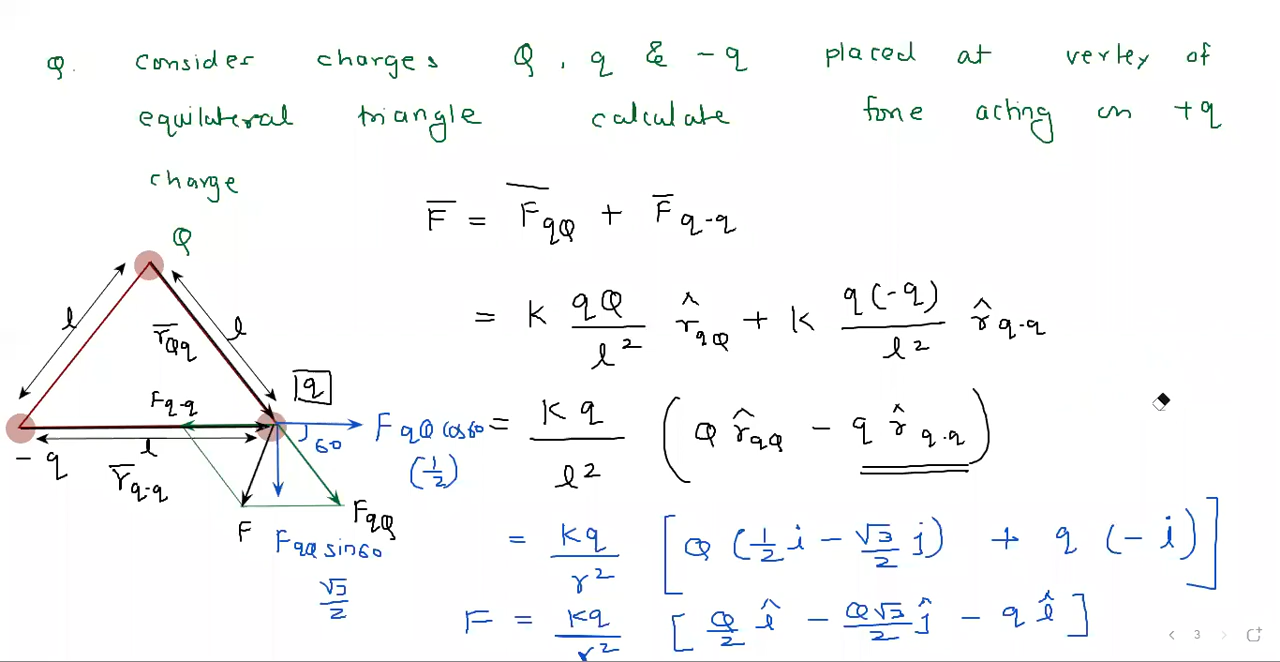 Q. consider charges Q, q & -q placed at vertex of
equilateral triangle calculate force acting on +q
charge
F̅ = F̅qQ + F̅q-q
= K qQ/l² r̂qQ + K q(-q)/l² r̂q-q
= Kq/l² (Q r̂qQ - q r̂q-q)
= Kq/r² [Q (1/2 i - √3/2 j) + q (-i)]
F = Kq/r² [Q/2 î - Q√3/2 ĵ - q î]
Q
l
l
r̅Qq
q
Fq-q
60
FqQ cos60
(1/2)
- q
l
r̅q-q
F
FqQ
FqQ sin60
√3/2
< 3 >